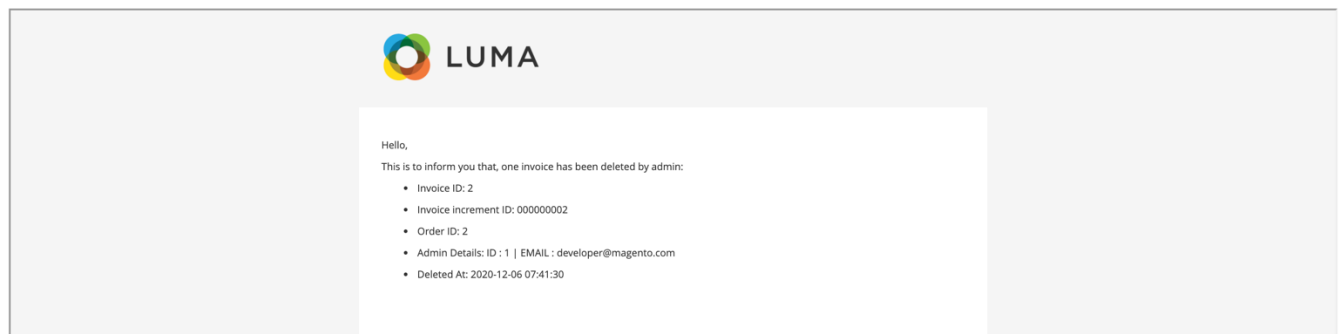 LUMA
Hello,
This is to inform you that, one invoice has been deleted by admin:
• Invoice ID: 2
• Invoice increment ID: 000000002
• Order ID: 2
• Admin Details: ID : 1 | EMAIL : developer@magento.com
• Deleted At: 2020-12-06 07:41:30